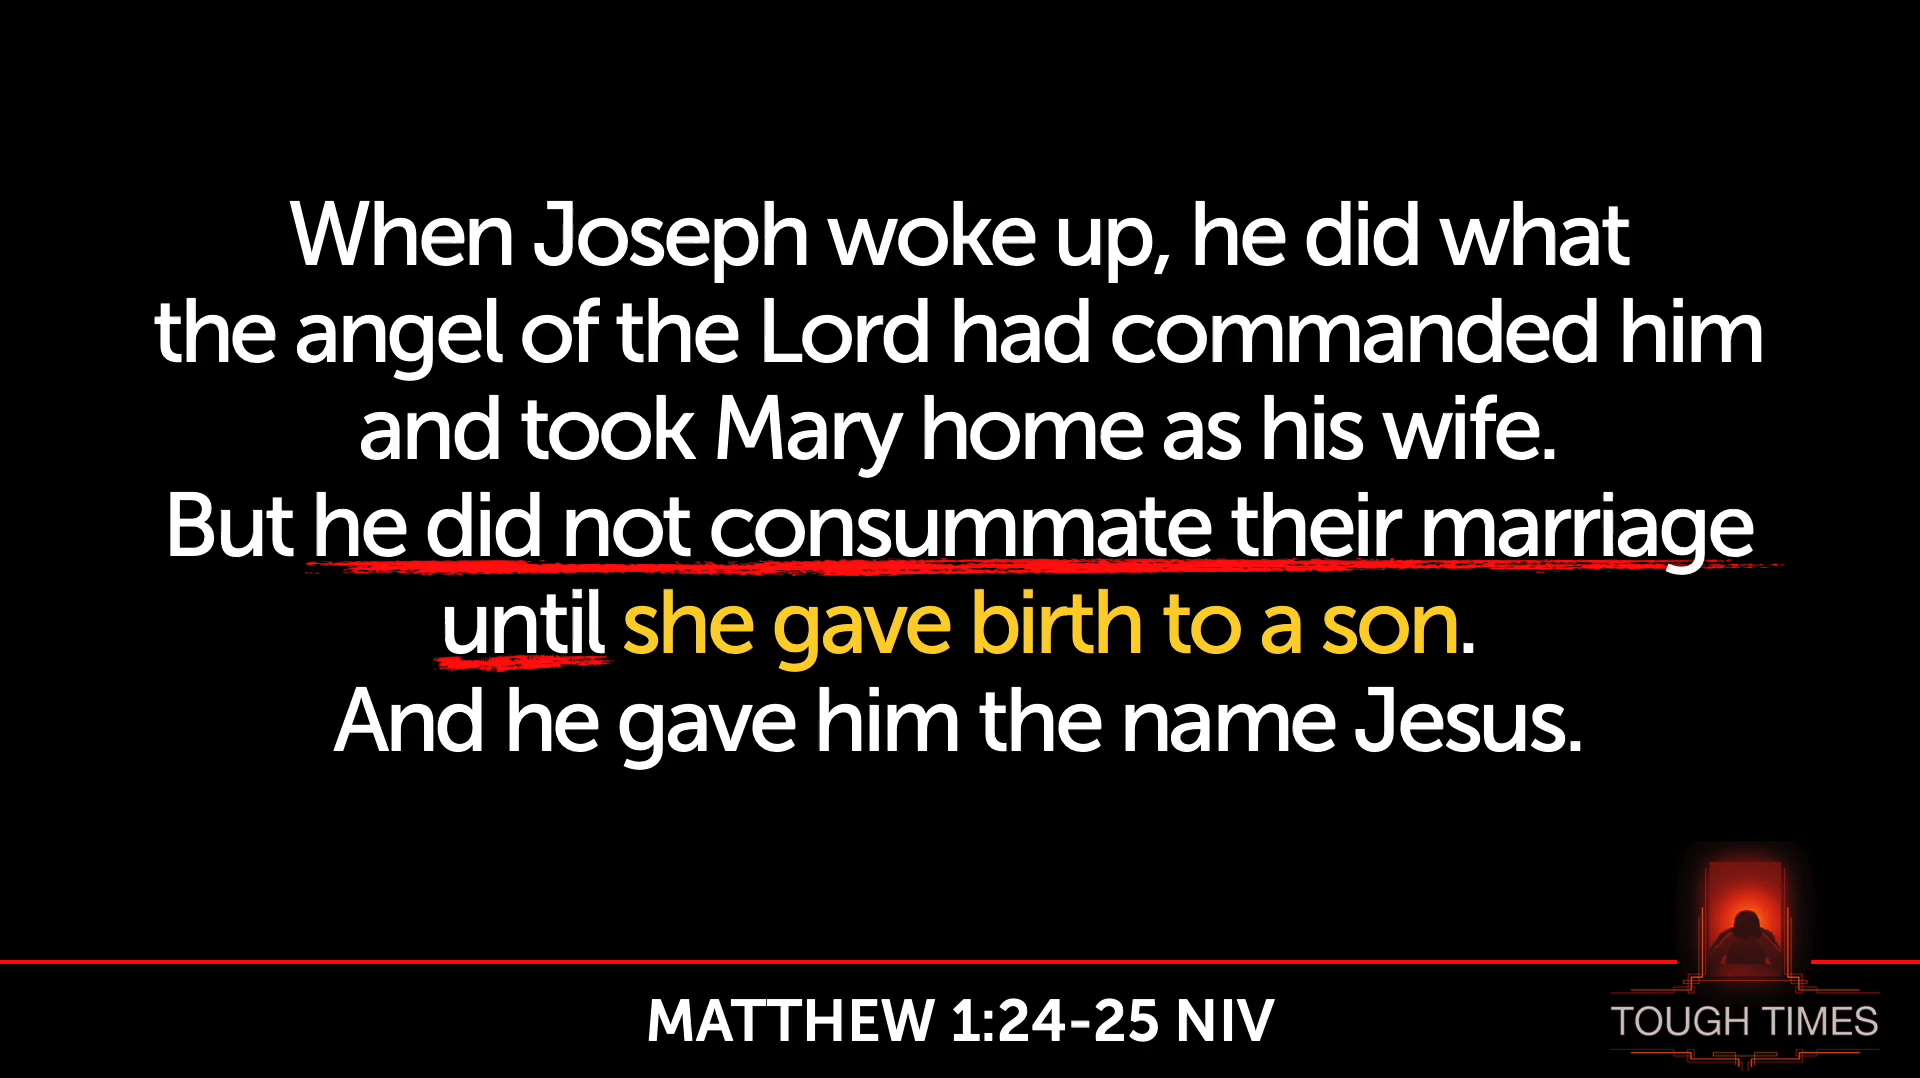 When Joseph woke up, he did what
the angel of the Lord had commanded him
and took Mary home as his wife.
But he did not consummate their marriage
until she gave birth to a son.
And he gave him the name Jesus.
MATTHEW 1:24-25 NIV
TOUGH TIMES